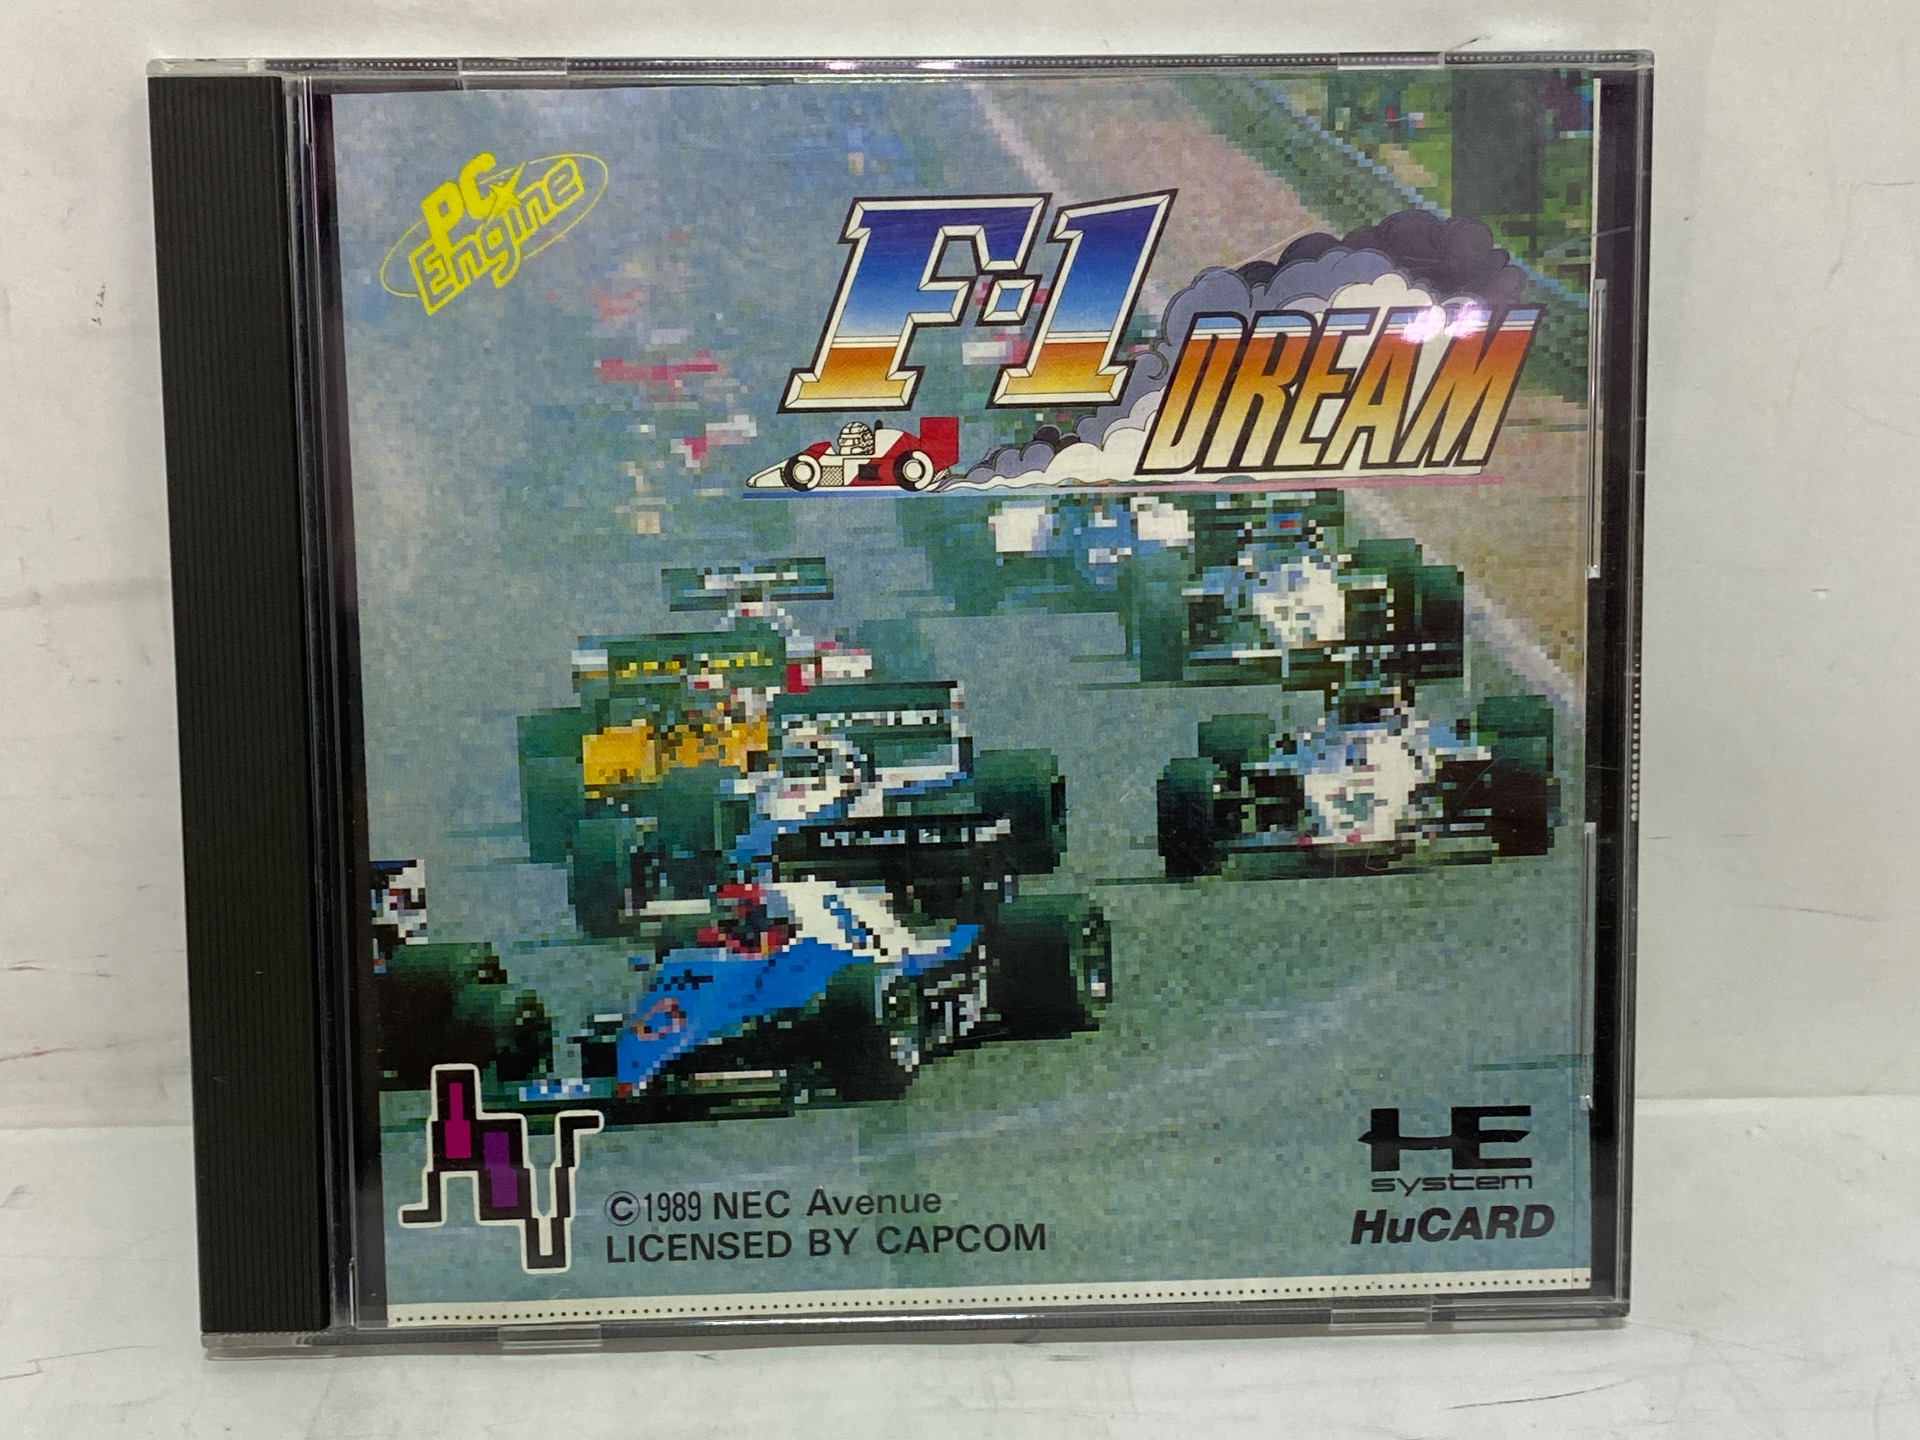 PC
Engine
F-1
DREAM
©1989 NEC Avenue
LICENSED BY CAPCOM
HE
system
HuCARD